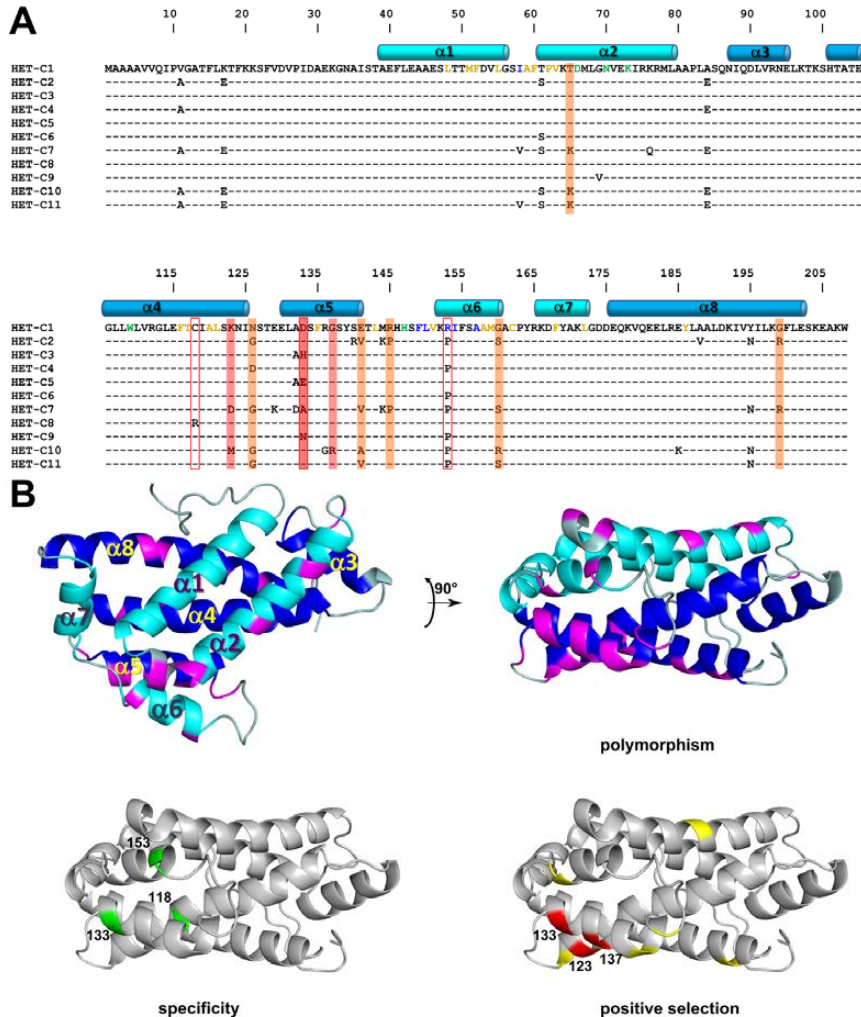 A
10 20 30 40 50 60 70 80 90 100
α1 α2 α3
HET-C1 MAAAAVVQIPVGATFLKTFKKSFVDVPIDAEKGNAISTAEFLEAAESLTTMFDVLGSIAFTPVKTDMLGNVEKIRKRMLAAPLASQNIQDLVRNELKTKSHTATE
HET-C2 ----------A-----E-------------------------------------------S----------------------E---------------------
HET-C3 ---------------------------------------------------------------------------------------------------------
HET-C4 ----------A------------------------------------------------------------------------E---------------------
HET-C5 ---------------------------------------------------------------------------------------------------------
HET-C6 ------------------------------------------------------------S--------------------------------------------
HET-C7 ----------A-----E----------------------------------------V--S---K----------Q-------E---------------------
HET-C8 ---------------------------------------------------------------------------------------------------------
HET-C9 --------------------------------------------------------------------V------------------------------------
HET-C10 ----------A-----E-------------------------------------------S---K------------------E---------------------
HET-C11 ----------A-----E----------------------------------------V--S---K------------------E---------------------
115 125 135 145 155 165 175 185 195 205
α4 α5 α6 α7 α8
HET-C1 GLLWLVRGLEFTCIALSKNINSTEELADSFRGSYSETLMRHHSFLVKRIFSAAMGACPYRKDFYAKLGDDEQKVQEELREYLAALDKIVYILKGFLESKEAKW
HET-C2 --------------------G-------------RV--KP-------P------S---------------------------V------N---R---------
HET-C3 --------------------------AH---------------------------------------------------------------------------
HET-C4 --------------------D--------------------------P-------------------------------------------------------
HET-C5 --------------------------AE---------------------------------------------------------------------------
HET-C6 -----------------------------------------------P-------------------------------------------------------
HET-C7 -----------------D--G--K--DA-------V--KP-------P------S----------------------------------N---R---------
HET-C8 ------------R------------------------------------------------------------------------------------------
HET-C9 ---------------------------N-------------------P-------------------------------------------------------
HET-C10 -----------------M--G---------GR---A-----------P------R------------------------K---------N---R---------
HET-C11 --------------------G--------------V-----------P------S----------------------------------N-------------
B
α8 α1 α3 α7 α4 α2 α5 α6
90°
polymorphism
153
118
133
specificity
133
137
123
positive selection